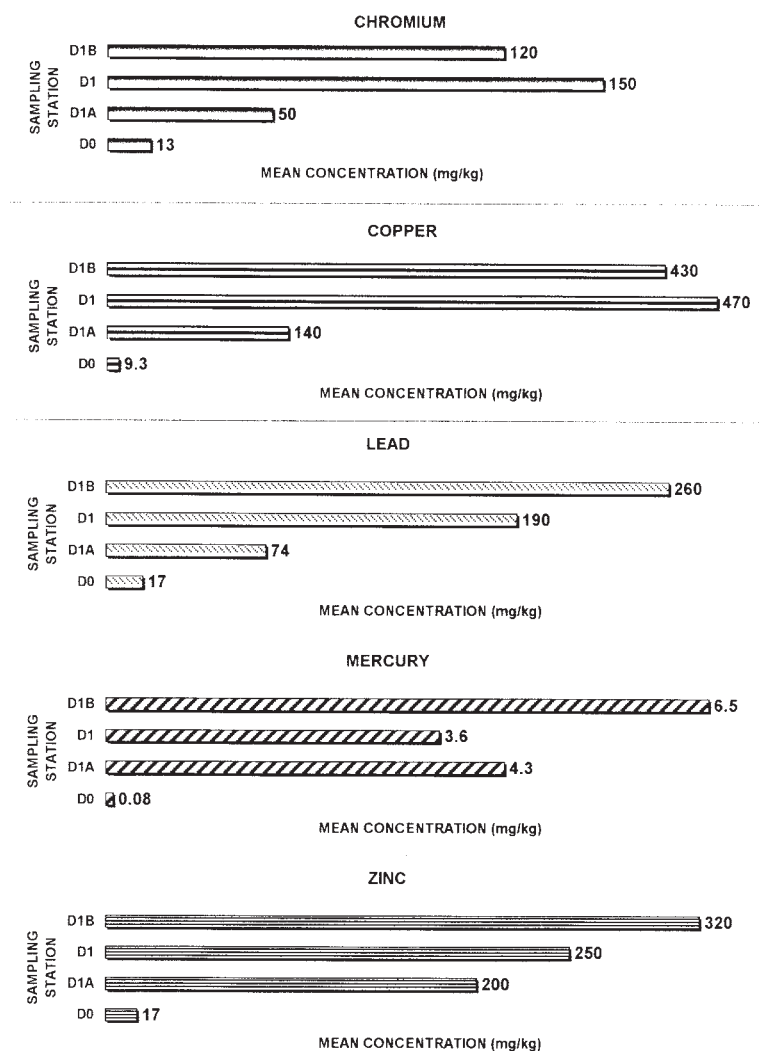 CHROMIUM
SAMPLING
STATION
D1B 120
D1 150
D1A 50
D0 13
MEAN CONCENTRATION (mg/kg)
COPPER
SAMPLING
STATION
D1B 430
D1 470
D1A 140
D0 9.3
MEAN CONCENTRATION (mg/kg)
LEAD
SAMPLING
STATION
D1B 260
D1 190
D1A 74
D0 17
MEAN CONCENTRATION (mg/kg)
MERCURY
SAMPLING
STATION
D1B 6.5
D1 3.6
D1A 4.3
D0 0.08
MEAN CONCENTRATION (mg/kg)
ZINC
SAMPLING
STATION
D1B 320
D1 250
D1A 200
D0 17
MEAN CONCENTRATION (mg/kg)